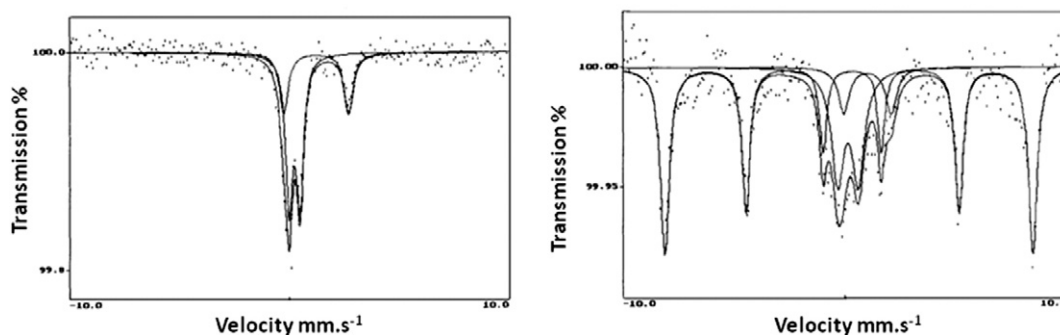 100.0
Transmission %
99.8
-10.0
10.0
Velocity mm.s⁻¹
100.00
Transmission %
99.95
-10.0
10.0
Velocity mm.s⁻¹